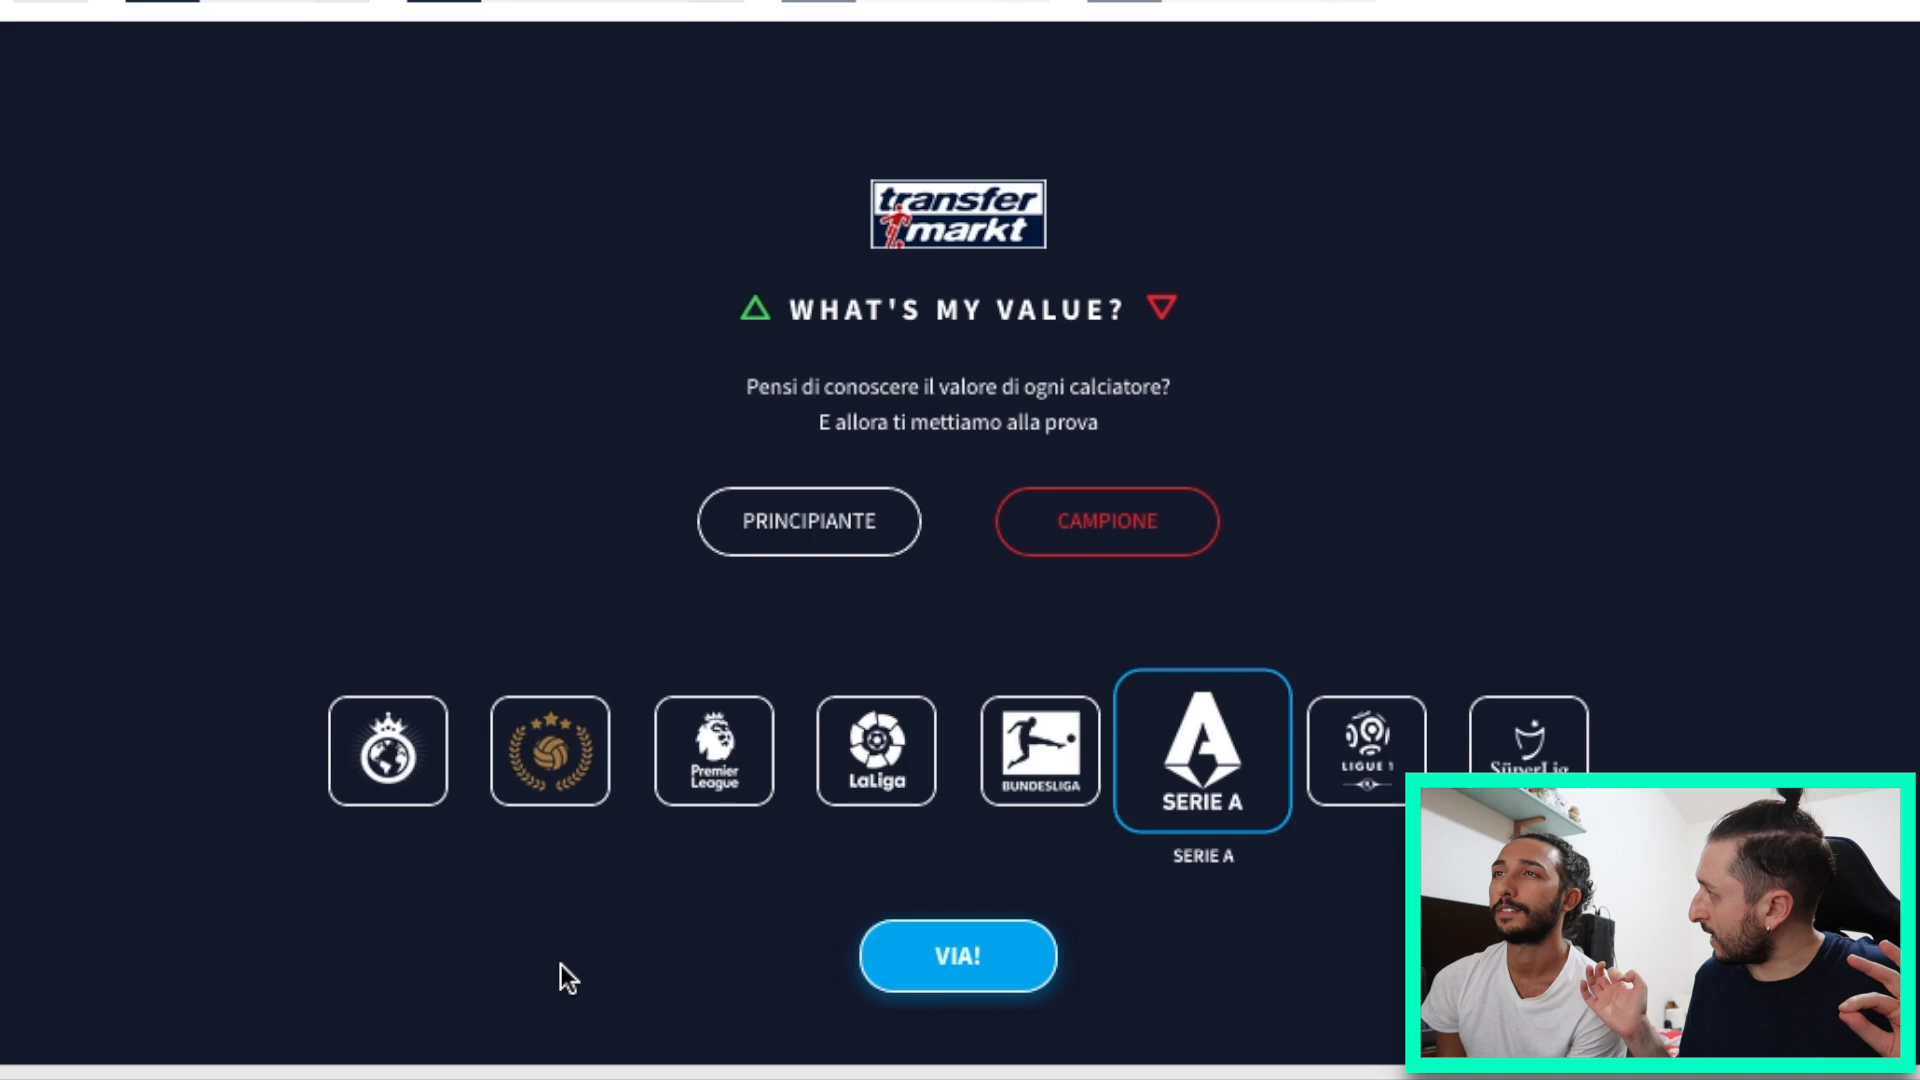 transfer
markt
WHAT'S MY VALUE?
Pensi di conoscere il valore di ogni calciatore?
E allora ti mettiamo alla prova
PRINCIPIANTE
CAMPIONE
Premier
League
LaLiga
BUNDESLIGA
SERIE A
LIGUE 1
SüperLig
SERIE A
VIA!